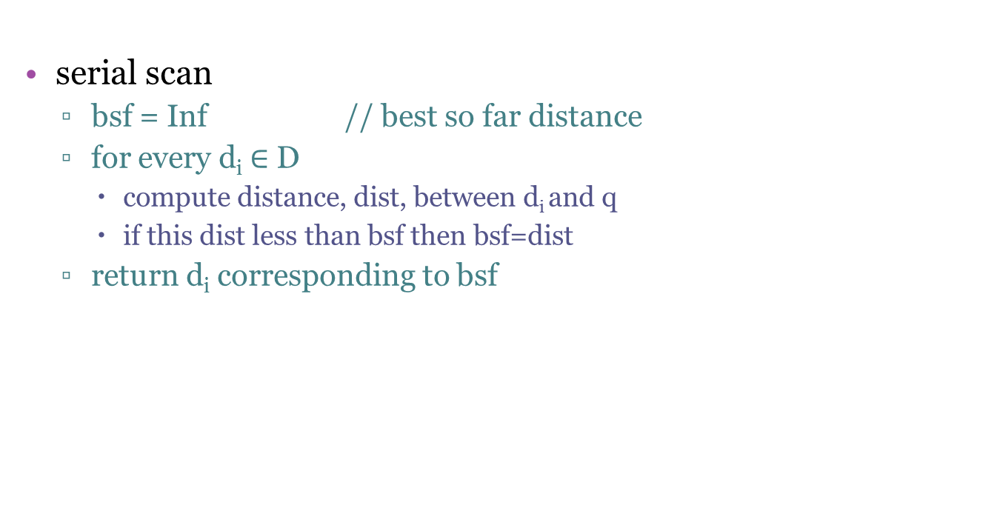 • serial scan
▫ bsf = Inf // best so far distance
▫ for every dᵢ ∈ D
▪ compute distance, dist, between dᵢ and q
▪ if this dist less than bsf then bsf=dist
▫ return dᵢ corresponding to bsf